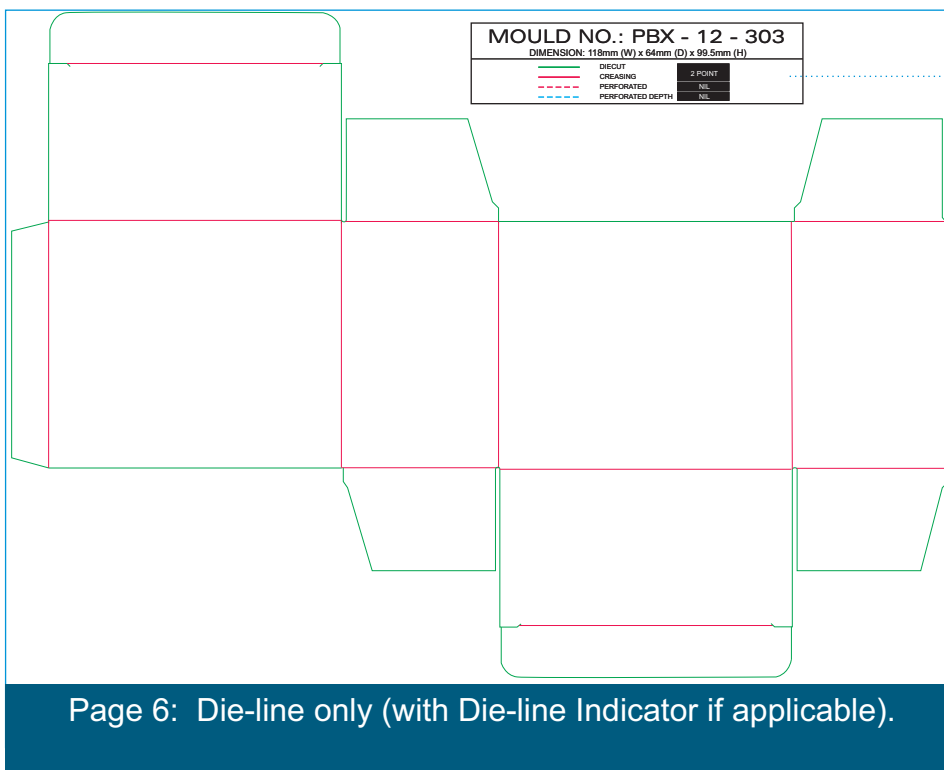 MOULD NO.: PBX - 12 - 303
DIMENSION: 118mm (W) x 64mm (D) x 99.5mm (H)
DIECUT
CREASING 2 POINT
PERFORATED NIL
PERFORATED DEPTH NIL
Page 6:  Die-line only (with Die-line Indicator if applicable).